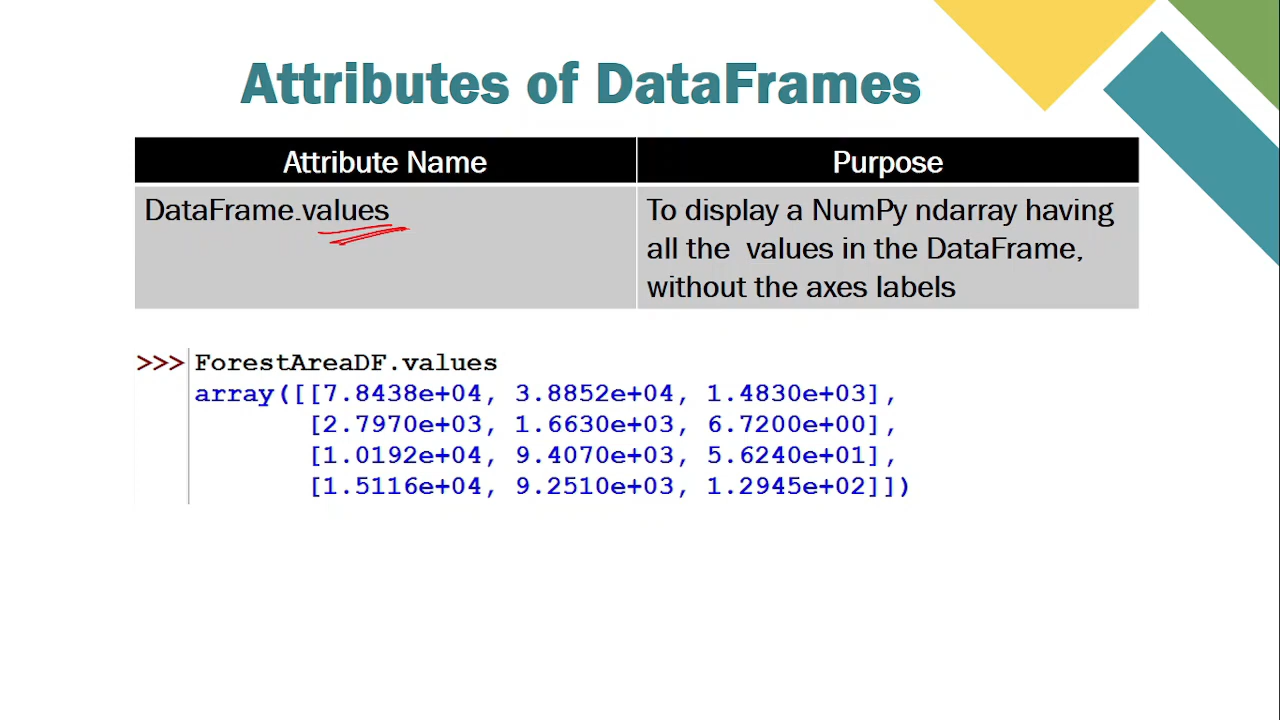 Attributes of DataFrames
Attribute Name
Purpose
DataFrame.values
To display a NumPy ndarray having
all the  values in the DataFrame,
without the axes labels
>>> ForestAreaDF.values
array([[7.8438e+04, 3.8852e+04, 1.4830e+03],
       [2.7970e+03, 1.6630e+03, 6.7200e+00],
       [1.0192e+04, 9.4070e+03, 5.6240e+01],
       [1.5116e+04, 9.2510e+03, 1.2945e+02]])